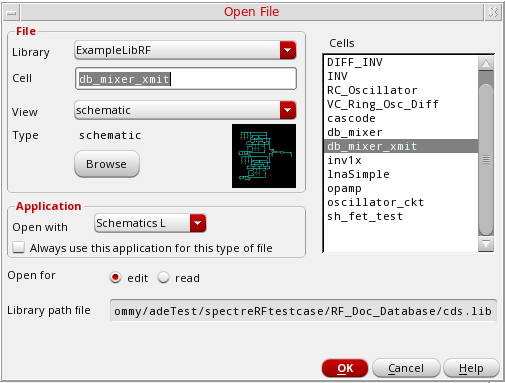 Open File
File
Library
ExampleLibRF
Cell
db_mixer_xmit
View
schematic
Type
schematic
Browse
Cells
DIFF_INV
INV
RC_Oscillator
VC_Ring_Osc_Diff
cascode
db_mixer
db_mixer_xmit
inv1x
lnaSimple
opamp
oscillator_ckt
sh_fet_test
Application
Open with
Schematics L
Always use this application for this type of file
Open for
edit
read
Library path file
ommy/adeTest/spectreRFtestcase/RF_Doc_Database/cds.lib
OK
Cancel
Help